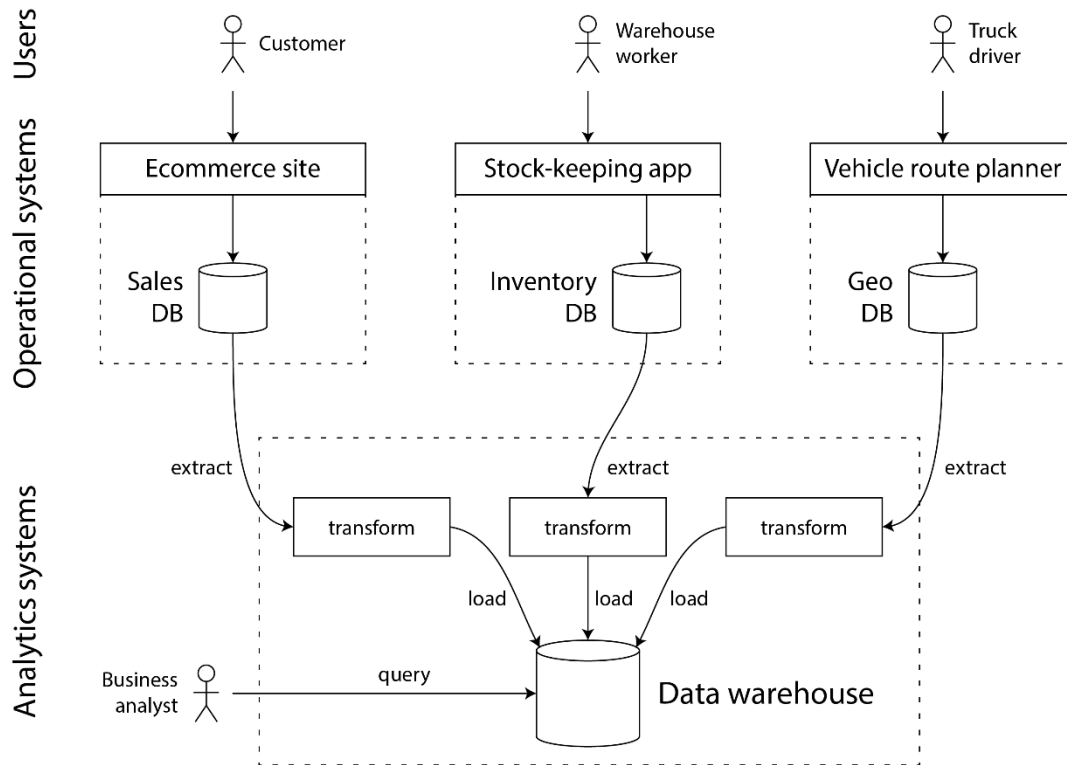 Users
Customer
Warehouse
worker
Truck
driver
Operational systems
Ecommerce site
Stock-keeping app
Vehicle route planner
Sales
DB
Inventory
DB
Geo
DB
Analytics systems
extract
extract
extract
transform
transform
transform
load
load
load
Business
analyst
query
Data warehouse